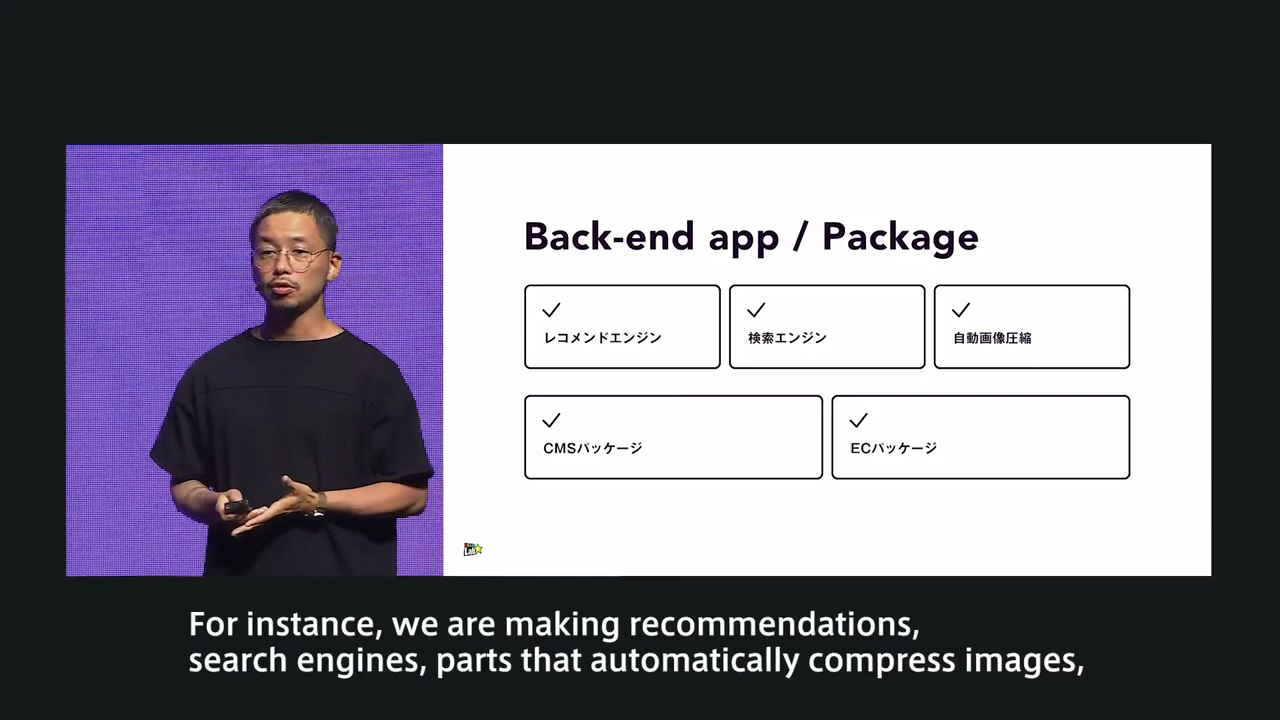 Back-end app / Package
レコメンドエンジン
検索エンジン
自動画像圧縮
CMSパッケージ
ECパッケージ
Lab
For instance, we are making recommendations,
search engines, parts that automatically compress images,